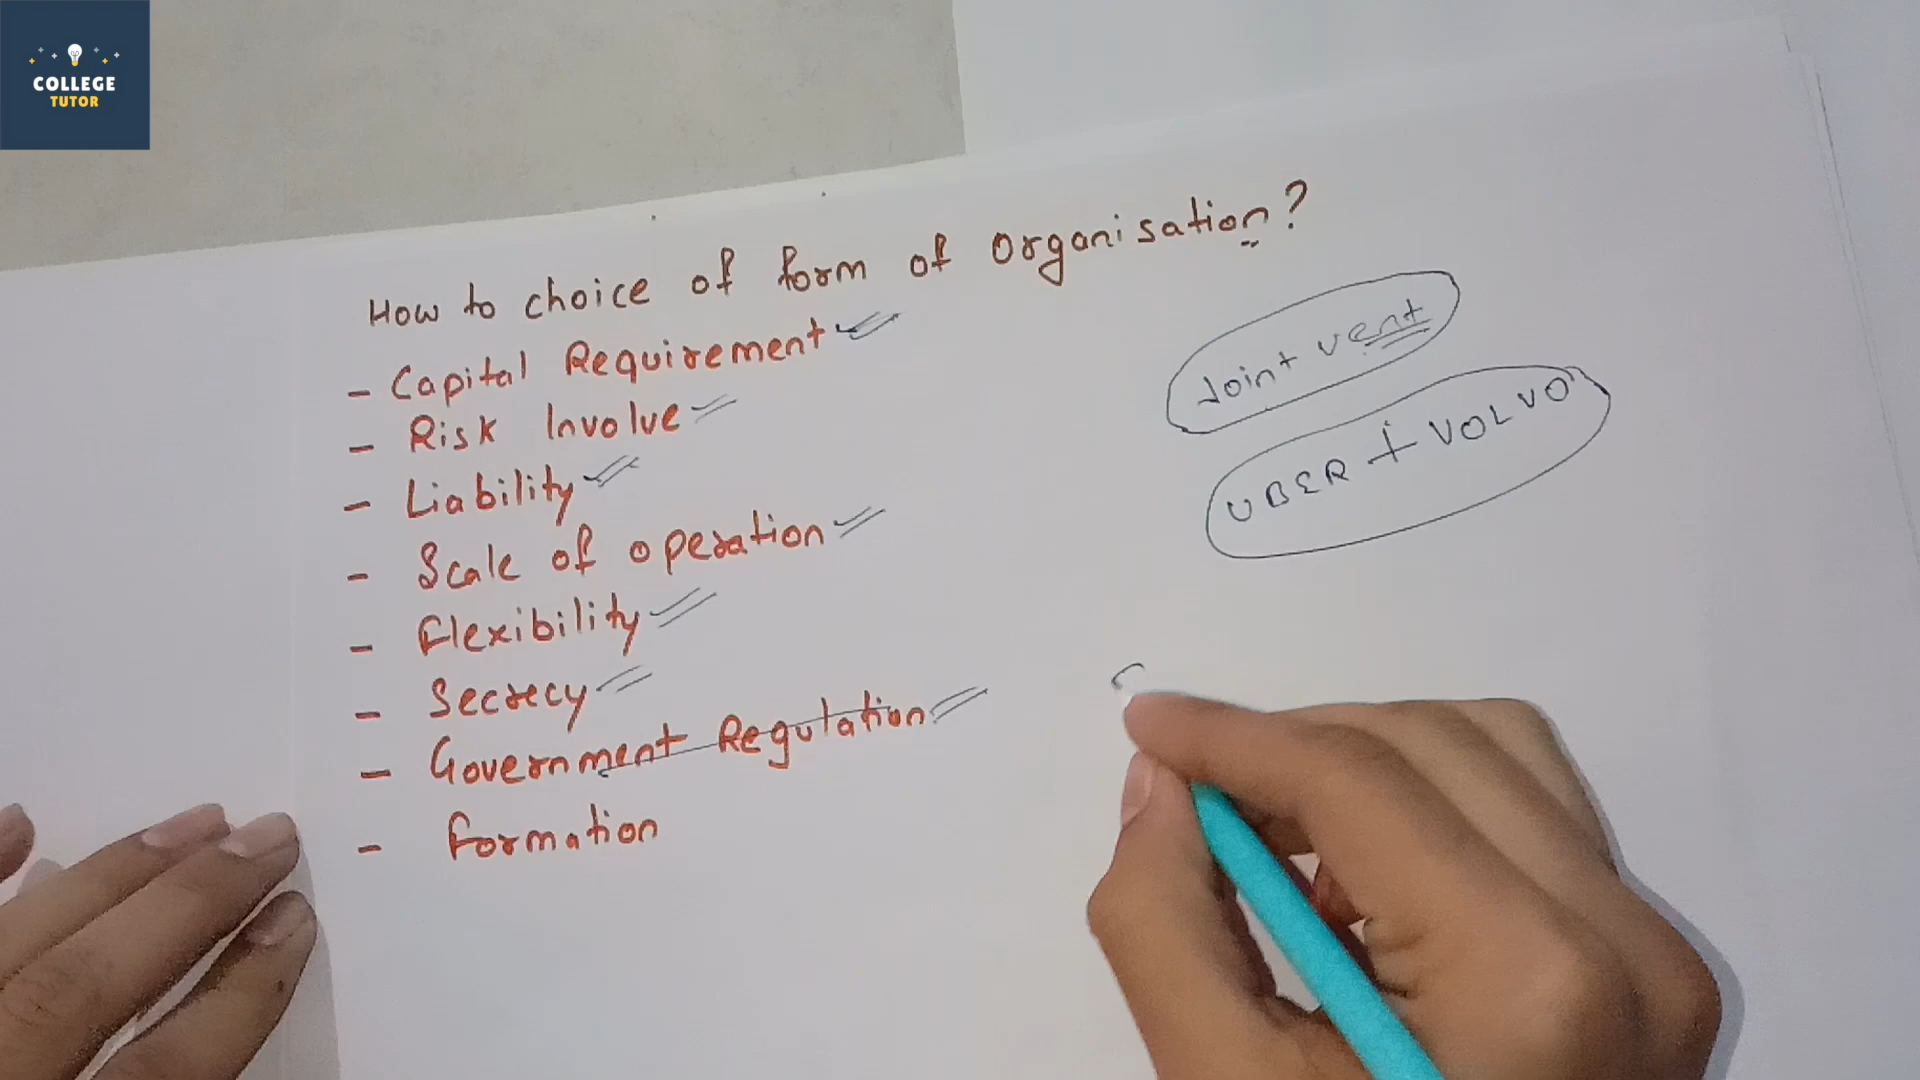 COLLEGE
TUTOR
How to choice of form of organisation?
- Capital Requirement
- Risk Involve
- Liability
- Scale of operation
- Flexibility
- Secrecy
- Government Regulation
- Formation
Joint vent
UBER + VOLVO